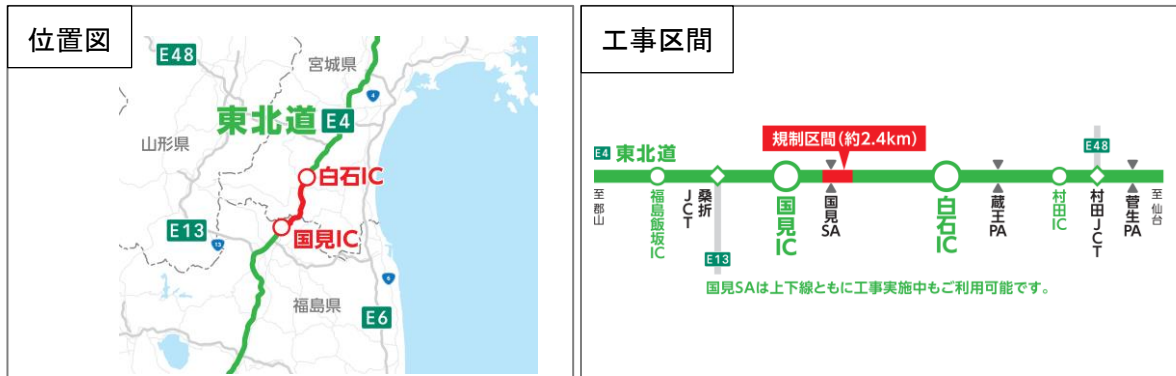 位置図
E48
宮城県
4
東北道 E4
山形県
白石IC
E13
13
国見IC
6
福島県
E6
工事区間
規制区間(約2.4km)
E4 東北道
E48
至郡山
福島飯坂IC
桑折JCT
国見IC
国見SA
白石IC
蔵王PA
村田IC
村田JCT
菅生PA
至仙台
E13
国見SAは上下線ともに工事実施中もご利用可能です。